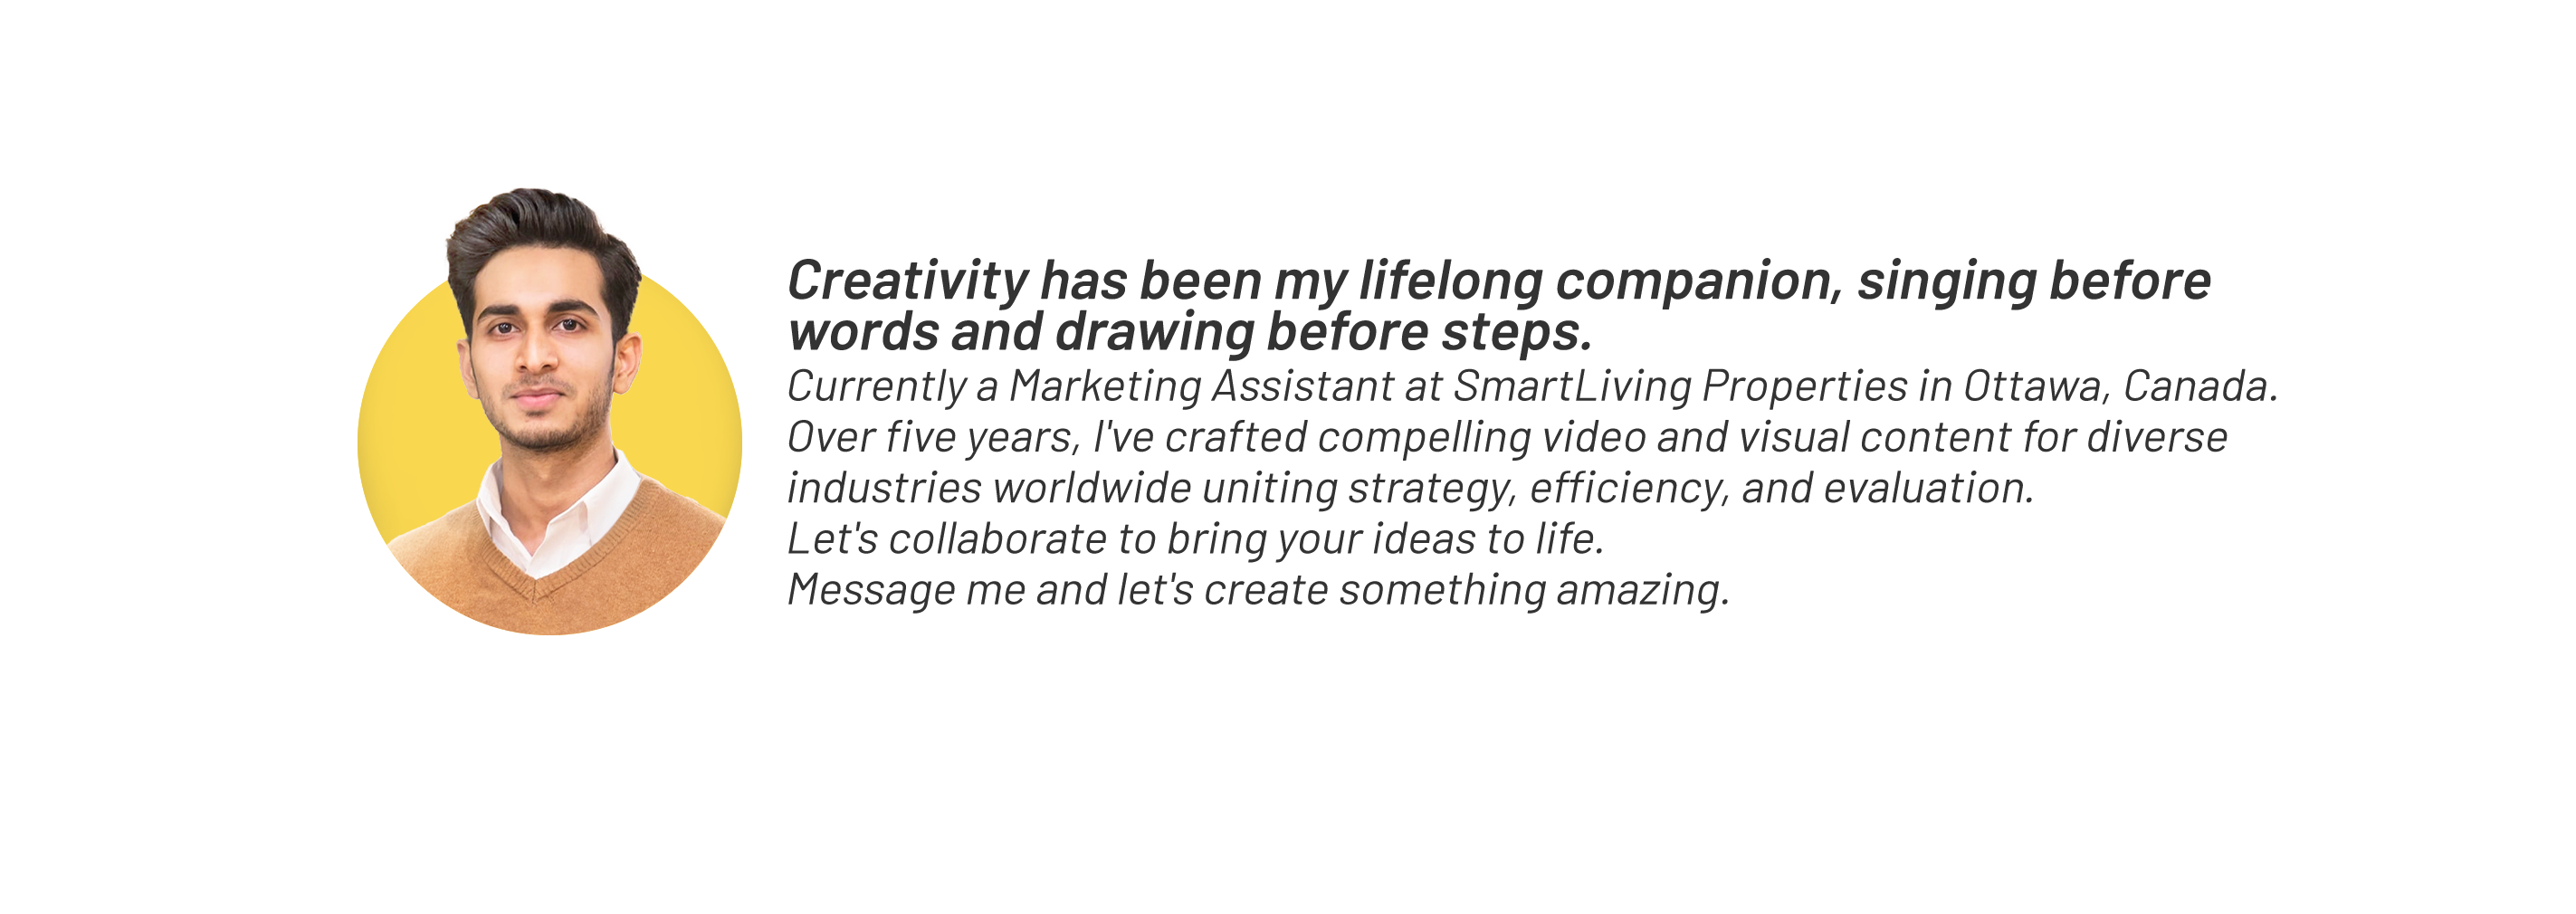 Creativity has been my lifelong companion, singing before
words and drawing before steps.
Currently a Marketing Assistant at SmartLiving Properties in Ottawa, Canada.
Over five years, I've crafted compelling video and visual content for diverse
industries worldwide uniting strategy, efficiency, and evaluation.
Let's collaborate to bring your ideas to life.
Message me and let's create something amazing.